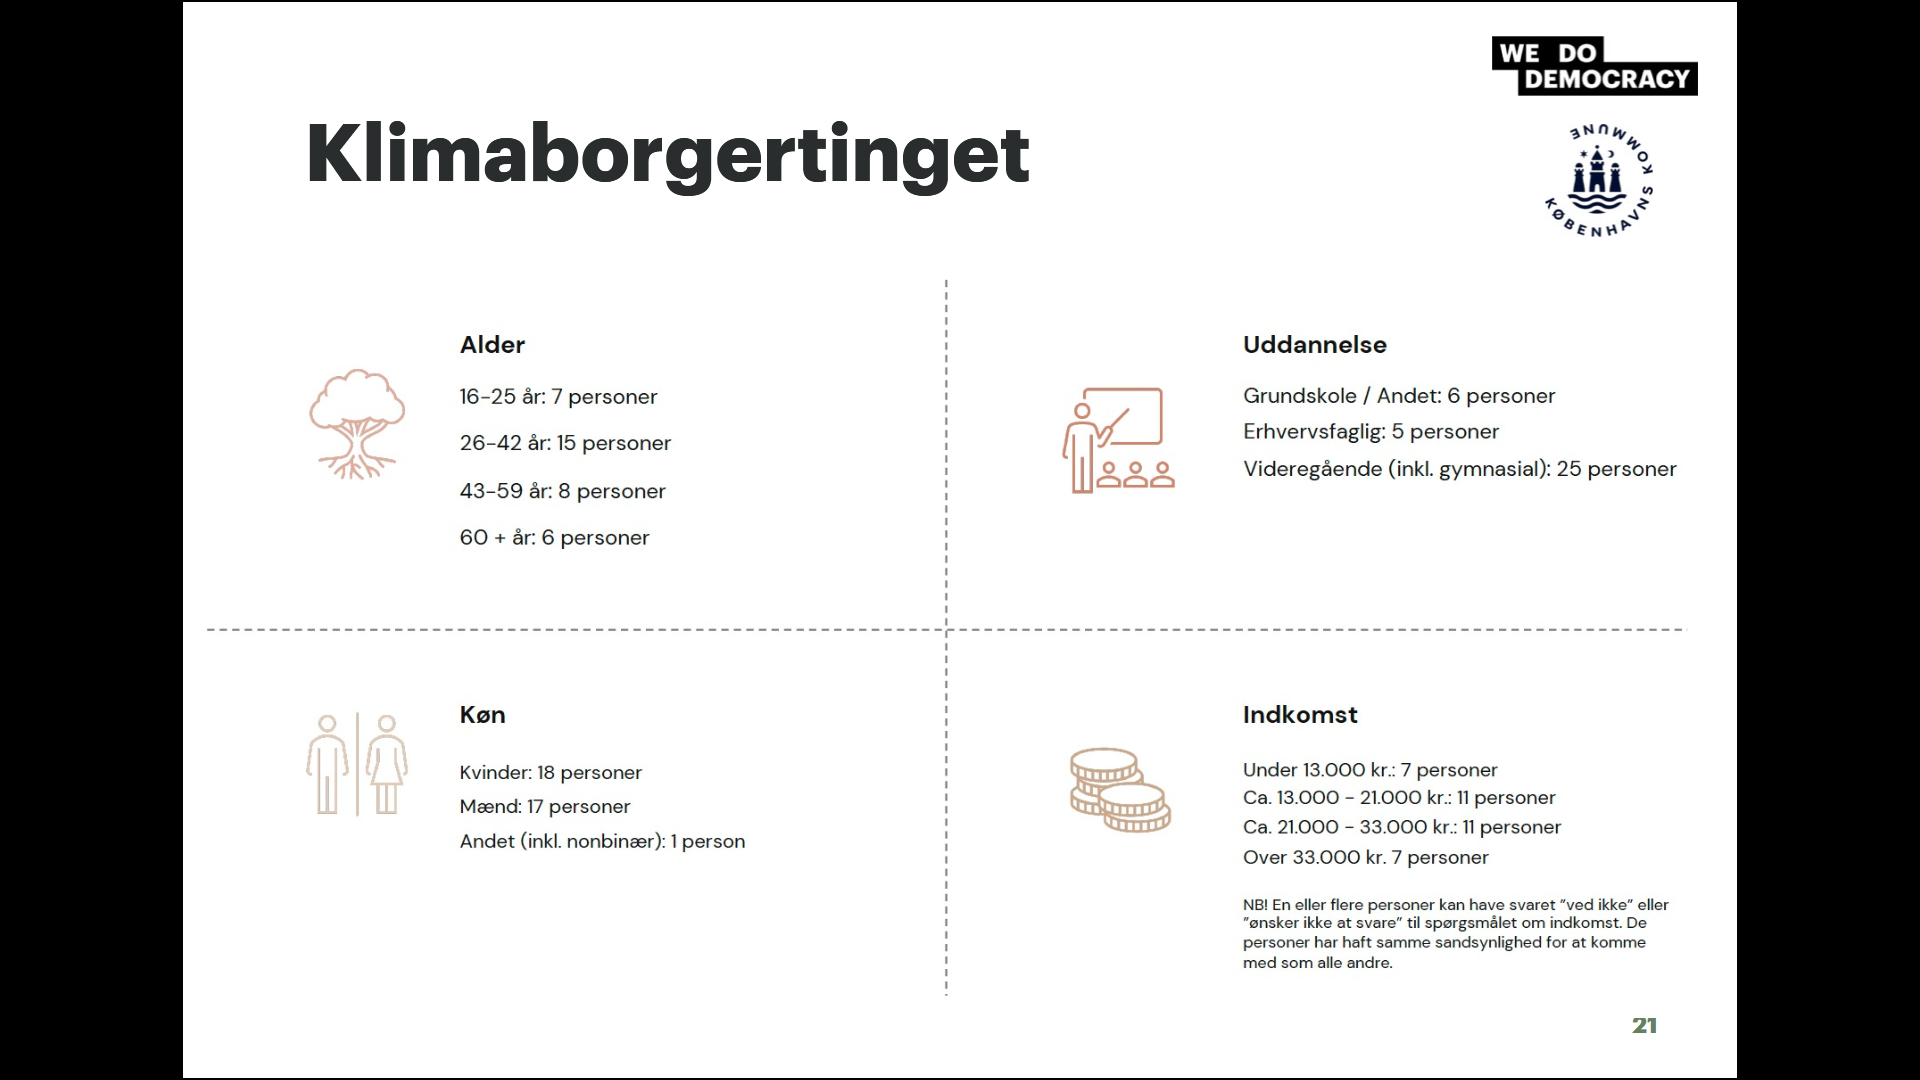 WE DO
DEMOCRACY
KØBENHAVNS KOMMUNE
Klimaborgertinget
Alder
16-25 år: 7 personer
26-42 år: 15 personer
43-59 år: 8 personer
60 + år: 6 personer
Uddannelse
Grundskole / Andet: 6 personer
Erhvervsfaglig: 5 personer
Videregående (inkl. gymnasial): 25 personer
Køn
Kvinder: 18 personer
Mænd: 17 personer
Andet (inkl. nonbinær): 1 person
Indkomst
Under 13.000 kr.: 7 personer
Ca. 13.000 - 21.000 kr.: 11 personer
Ca. 21.000 - 33.000 kr.: 11 personer
Over 33.000 kr. 7 personer
NB! En eller flere personer kan have svaret ”ved ikke” eller
”ønsker ikke at svare” til spørgsmålet om indkomst. De
personer har haft samme sandsynlighed for at komme
med som alle andre.
21